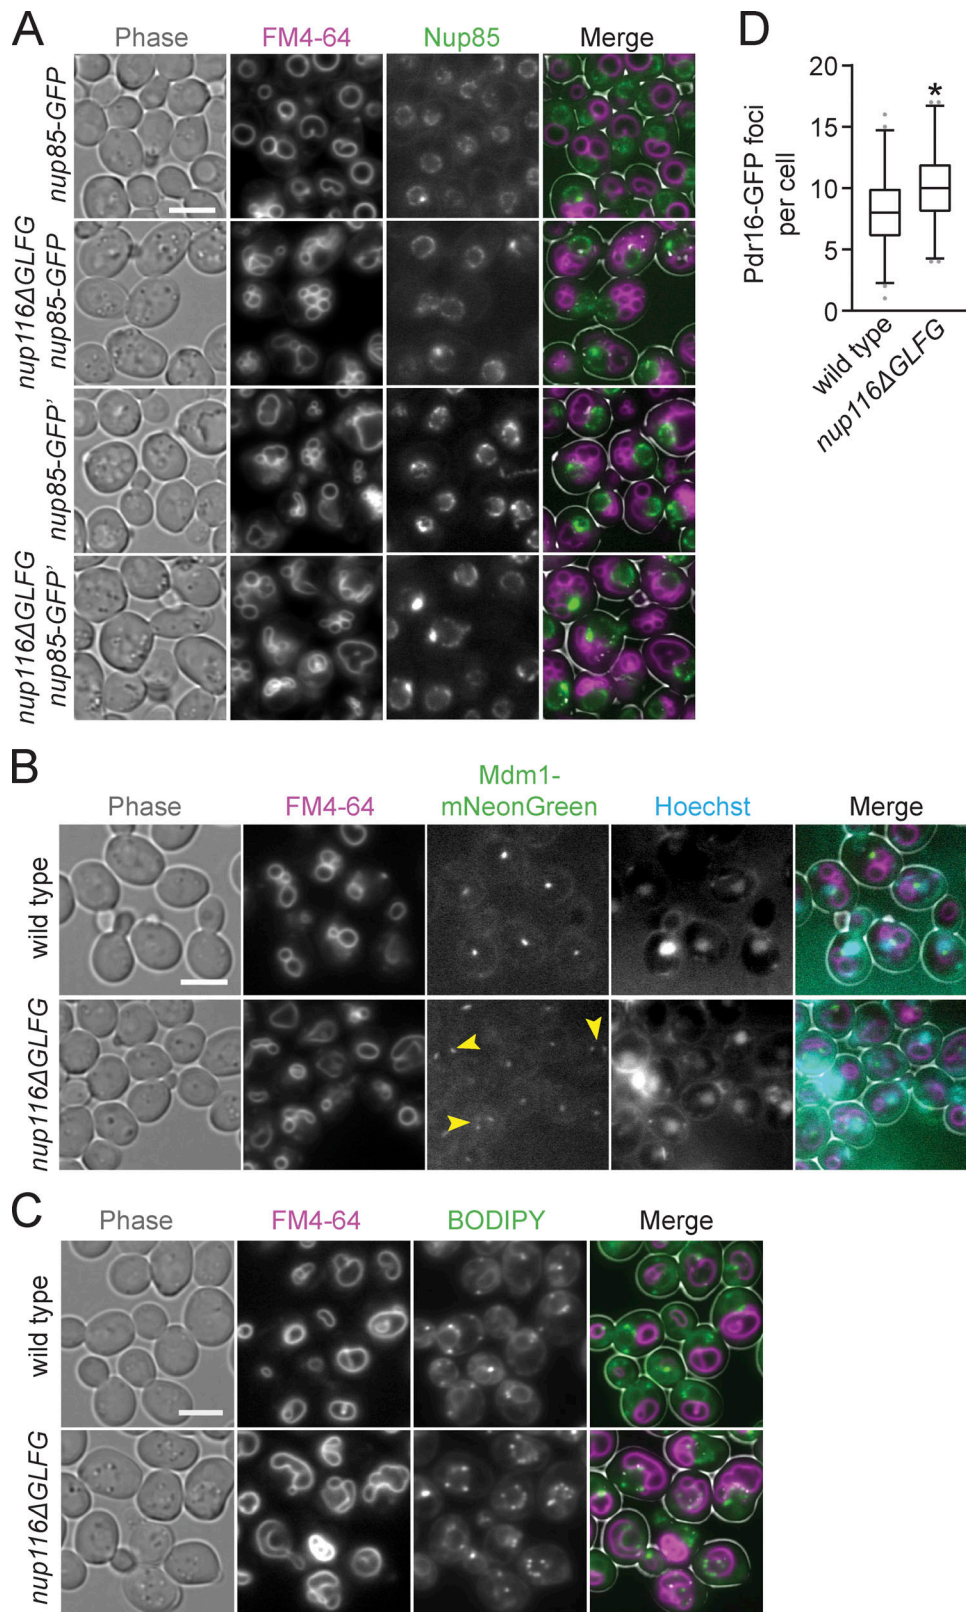 A
Phase FM4-64 Nup85 Merge
nup85-GFP
nup116ΔGLFG
nup85-GFP
nup85-GFP'
nup116ΔGLFG
nup85-GFP'
D
20
15
10
5
0
Pdr16-GFP foci
per cell
*
wild type
nup116ΔGLFG
B
Phase FM4-64 Mdm1-
mNeonGreen Hoechst Merge
wild type
nup116ΔGLFG
C
Phase FM4-64 BODIPY Merge
wild type
nup116ΔGLFG